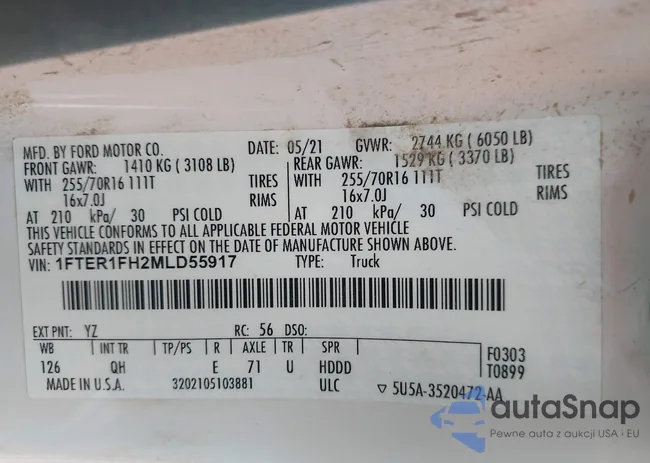 MFD. BY FORD MOTOR CO. DATE: 05/21 GVWR: 2744 KG ( 6050 LB)
FRONT GAWR: 1410 KG ( 3108 LB) REAR GAWR: 1529 KG ( 3370 LB)
WITH 255/70R16 111T TIRES WITH 255/70R16 111T TIRES
16x7.0J RIMS 16x7.0J RIMS
AT 210 kPa/ 30 PSI COLD AT 210 kPa/ 30 PSI COLD
THIS VEHICLE CONFORMS TO ALL APPLICABLE FEDERAL MOTOR VEHICLE
SAFETY STANDARDS IN EFFECT ON THE DATE OF MANUFACTURE SHOWN ABOVE.
VIN: 1FTER1FH2MLD55917 TYPE: Truck
EXT PNT: YZ RC: 56 DSO:
WB INT TR TP/PS R AXLE TR SPR F0303
126 QH E 71 U HDDD T0899
MADE IN U.S.A. 3202105103881 ULC ▽ 5U5A-3520472-AA
autaSnap
Pewne auta z aukcji USA i EU